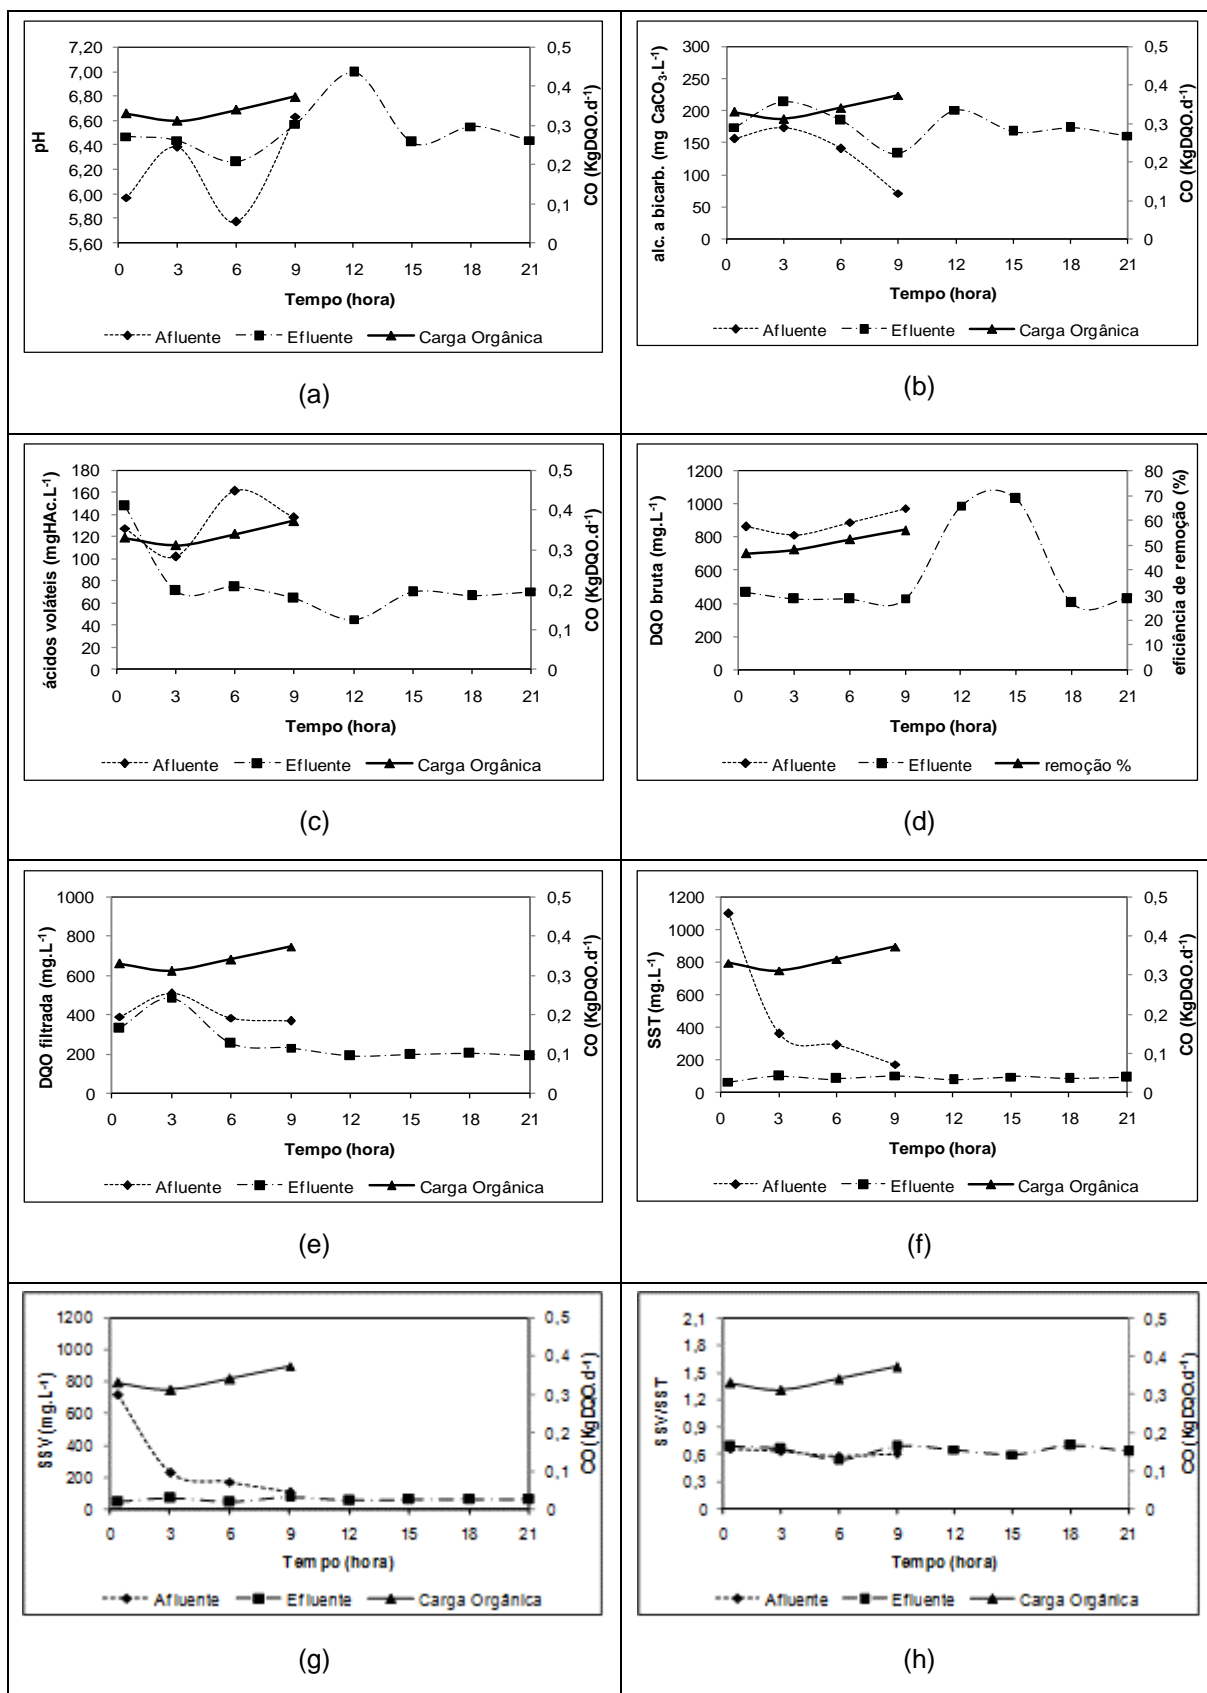 7,20
7,00
6,80
6,60
6,40
6,20
6,00
5,80
5,60
pH
0,5
0,4
0,3
0,2
0,1
0
CO (KgDQO.d⁻¹)
0 3 6 9 12 15 18 21
Tempo (hora)
Afluente Efluente Carga Orgânica
(a)
300
250
200
150
100
50
0
alc. a bicarb. (mg CaCO₃.L⁻¹)
0,5
0,4
0,3
0,2
0,1
0
CO (KgDQO.d⁻¹)
0 3 6 9 12 15 18 21
Tempo (hora)
Afluente Efluente Carga Orgânica
(b)
180
160
140
120
100
80
60
40
20
0
ácidos voláteis (mgHAc.L⁻¹)
0,5
0,4
0,3
0,2
0,1
0
CO (KgDQO.d⁻¹)
0 3 6 9 12 15 18 21
Tempo (hora)
Afluente Efluente Carga Orgânica
(c)
1200
1000
800
600
400
200
0
DQO bruta (mg.L⁻¹)
80
70
60
50
40
30
20
10
0
eficiência de remoção (%)
0 3 6 9 12 15 18 21
Tempo (hora)
Afluente Efluente remoção %
(d)
1000
800
600
400
200
0
DQO filtrada (mg.L⁻¹)
0,5
0,4
0,3
0,2
0,1
0
CO (KgDQO.d⁻¹)
0 3 6 9 12 15 18 21
Tempo (hora)
Afluente Efluente Carga Orgânica
(e)
1200
1000
800
600
400
200
0
SST (mg.L⁻¹)
0,5
0,4
0,3
0,2
0,1
0
CO (KgDQO.d⁻¹)
0 3 6 9 12 15 18 21
Tempo (hora)
Afluente Efluente Carga Orgânica
(f)
1200
1000
800
600
400
200
0
SSV (mg.L⁻¹)
0,5
0,4
0,3
0,2
0,1
0
CO (KgDQO.d⁻¹)
0 3 6 9 12 15 18 21
Tempo (hora)
Afluente Efluente Carga Orgânica
(g)
2,1
1,8
1,5
1,2
0,9
0,6
0,3
0
SSV/SST
0,5
0,4
0,3
0,2
0,1
0
CO (KgDQO.d⁻¹)
0 3 6 9 12 15 18 21
Tempo (hora)
Afluente Efluente Carga Orgânica
(h)